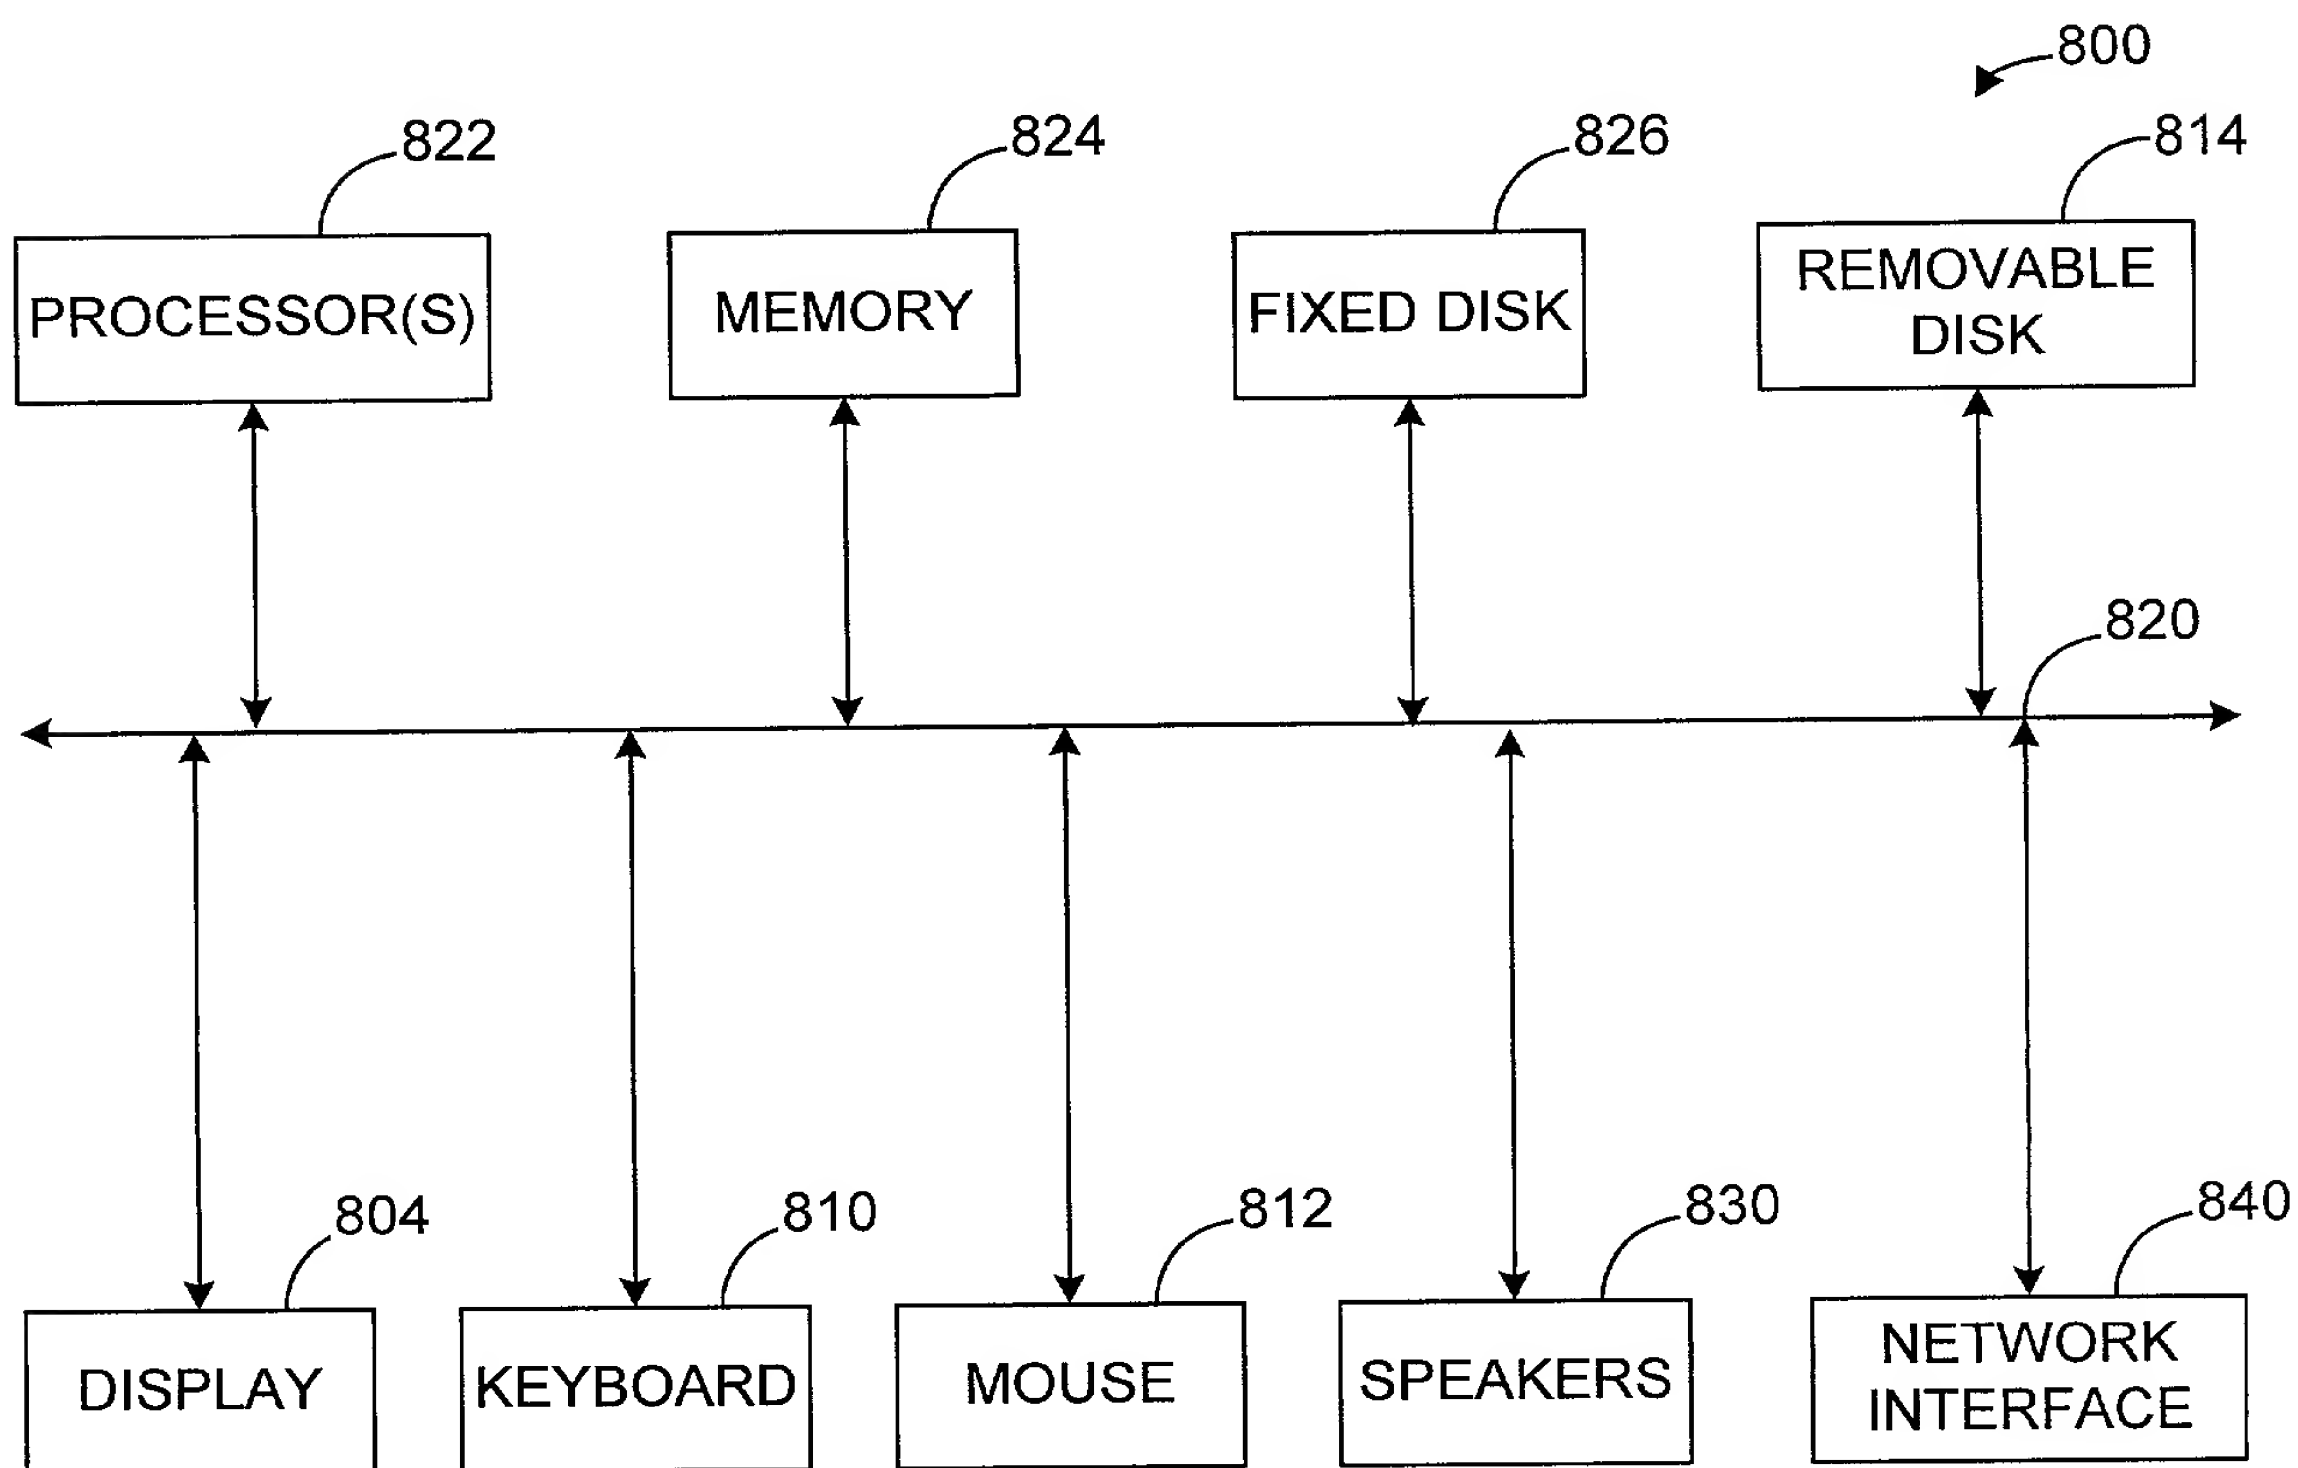 800
822
824
826
814
PROCESSOR(S)
MEMORY
FIXED DISK
REMOVABLE
DISK
820
804
810
812
830
840
DISPLAY
KEYBOARD
MOUSE
SPEAKERS
NETWORK
INTERFACE